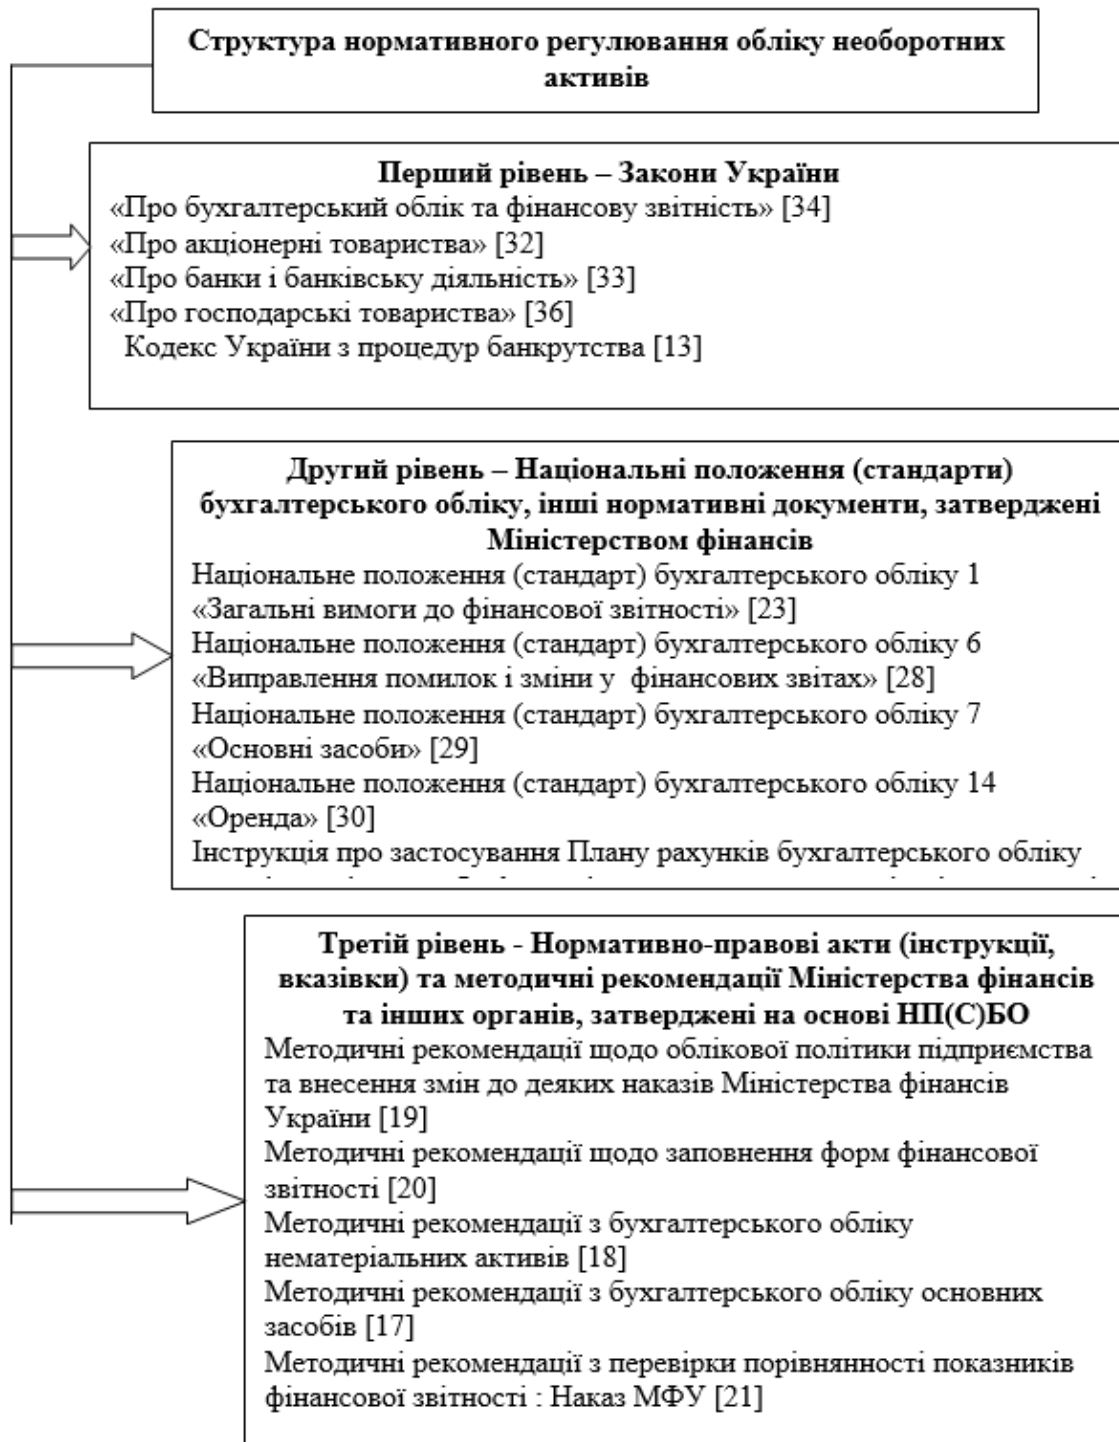 Структура нормативного регулювання обліку необоротних
активів
Перший рівень – Закони України
«Про бухгалтерський облік та фінансову звітність» [34]
«Про акціонерні товариства» [32]
«Про банки і банківську діяльність» [33]
«Про господарські товариства» [36]
Кодекс України з процедур банкрутства [13]
Другий рівень – Національні положення (стандарти)
бухгалтерського обліку, інші нормативні документи, затверджені
Міністерством фінансів
Національне положення (стандарт) бухгалтерського обліку 1
«Загальні вимоги до фінансової звітності» [23]
Національне положення (стандарт) бухгалтерського обліку 6
«Виправлення помилок і зміни у  фінансових звітах» [28]
Національне положення (стандарт) бухгалтерського обліку 7
«Основні засоби» [29]
Національне положення (стандарт) бухгалтерського обліку 14
«Оренда» [30]
Інструкція про застосування Плану рахунків бухгалтерського обліку
Третій рівень - Нормативно-правові акти (інструкції,
вказівки) та методичні рекомендації Міністерства фінансів
та інших органів, затверджені на основі НП(С)БО
Методичні рекомендації щодо облікової політики підприємства
та внесення змін до деяких наказів Міністерства фінансів
України [19]
Методичні рекомендації щодо заповнення форм фінансової
звітності [20]
Методичні рекомендації з бухгалтерського обліку
нематеріальних активів [18]
Методичні рекомендації з бухгалтерського обліку основних
засобів [17]
Методичні рекомендації з перевірки порівнянності показників
фінансової звітності : Наказ МФУ [21]